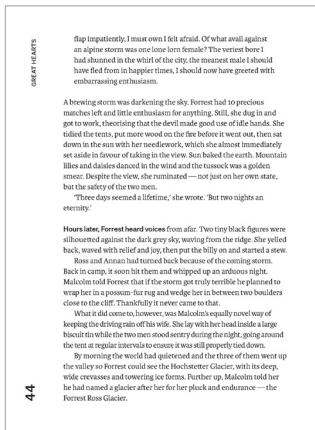 GREAT HEARTS
flap impatiently, I must own I felt afraid. Of what avail against
an alpine storm was one lone lorn female? The veriest bore I
had shunned in the whirl of the city, the meanest male I should
have fled from in happier times, I should now have greeted with
embarrassing enthusiasm.
A brewing storm was darkening the sky. Forrest had 10 precious
matches left and little enthusiasm for anything. Still, she dug in and
got to work, theorising that the devil made good use of idle hands. She
tidied the tents, put more wood on the fire before it went out, then sat
down in the sun with her needlework, which she almost immediately
set aside in favour of taking in the view. Sun baked the earth. Mountain
lilies and daisies danced in the wind and the tussock was a golden
smear. Despite the view, she ruminated — not just on her own state,
but the safety of the two men.
‘Three days seemed a lifetime,’ she wrote. ‘But two nights an
eternity.’
Hours later, Forrest heard voices from afar. Two tiny black figures were
silhouetted against the dark grey sky, waving from the ridge. She yelled
back, waved with relief and joy, then put the billy on and started a stew.
Ross and Annan had turned back because of the coming storm.
Back in camp, it soon hit them and whipped up an arduous night.
Malcolm told Forrest that if the storm got truly terrible he planned to
wrap her in a possum-fur rug and wedge her in between two boulders
close to the cliff. Thankfully it never came to that.
What it did come to, however, was Malcolm’s equally novel way of
keeping the driving rain off his wife. She lay with her head inside a large
biscuit tin while the two men stood sentry during the night, going around
the tent at regular intervals to ensure it was still properly tied down.
By morning the world had quietened and the three of them went up
the valley so Forrest could see the Hochstetter Glacier, with its deep,
wide crevasses and towering ice forms. Further up, Malcolm told her
he had named a glacier after her for her pluck and endurance — the
Forrest Ross Glacier.
44